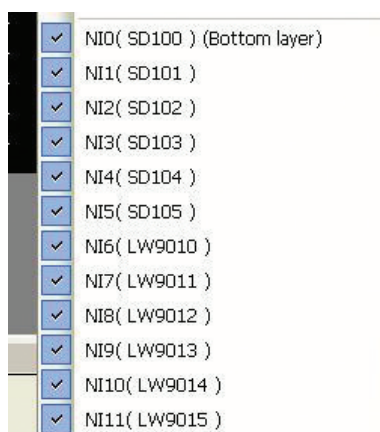 NI0( SD100 ) (Bottom layer)
NI1( SD101 )
NI2( SD102 )
NI3( SD103 )
NI4( SD104 )
NI5( SD105 )
NI6( LW9010 )
NI7( LW9011 )
NI8( LW9012 )
NI9( LW9013 )
NI10( LW9014 )
NI11( LW9015 )